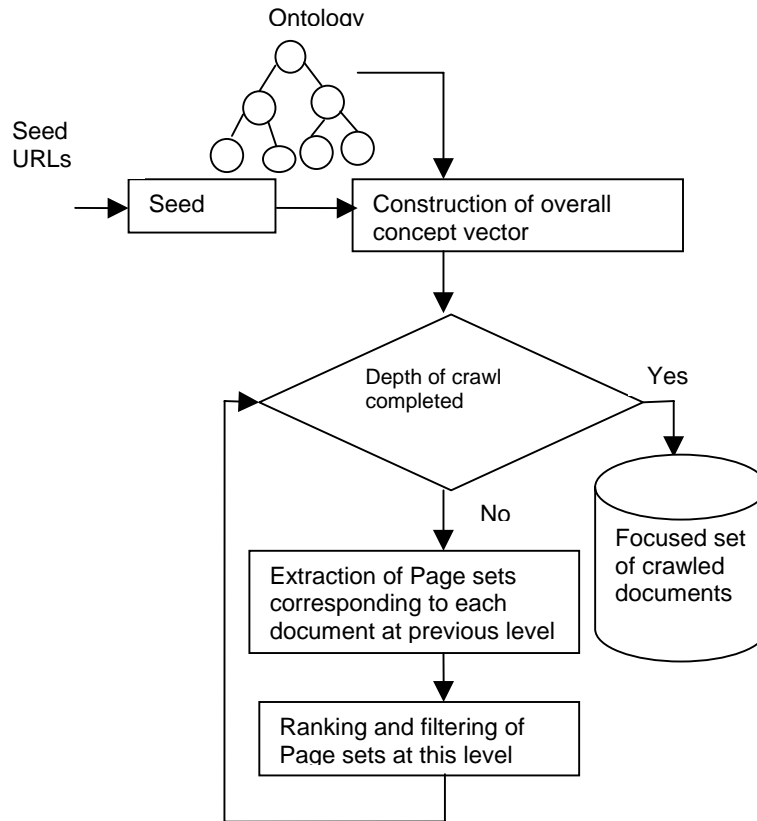 Ontology
Seed
URLs
Seed
Construction of overall
concept vector
Depth of crawl
completed
Yes
No
Focused set
of crawled
documents
Extraction of Page sets
corresponding to each
document at previous level
Ranking and filtering of
Page sets at this level